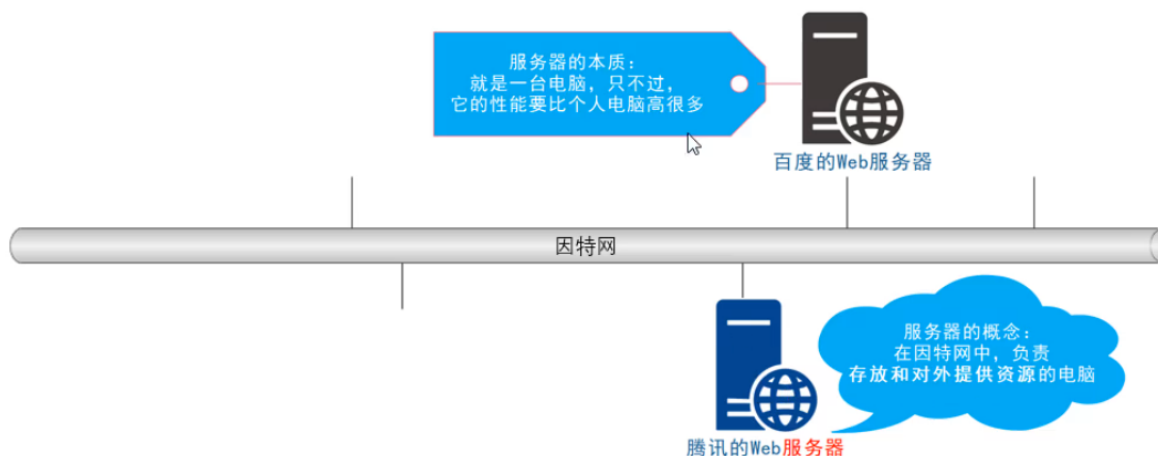 服务器的本质：
就是一台电脑，只不过，
它的性能要比个人电脑高很多
百度的Web服务器
因特网
服务器的概念：
在因特网中，负责
存放和对外提供资源的电脑
腾讯的Web服务器